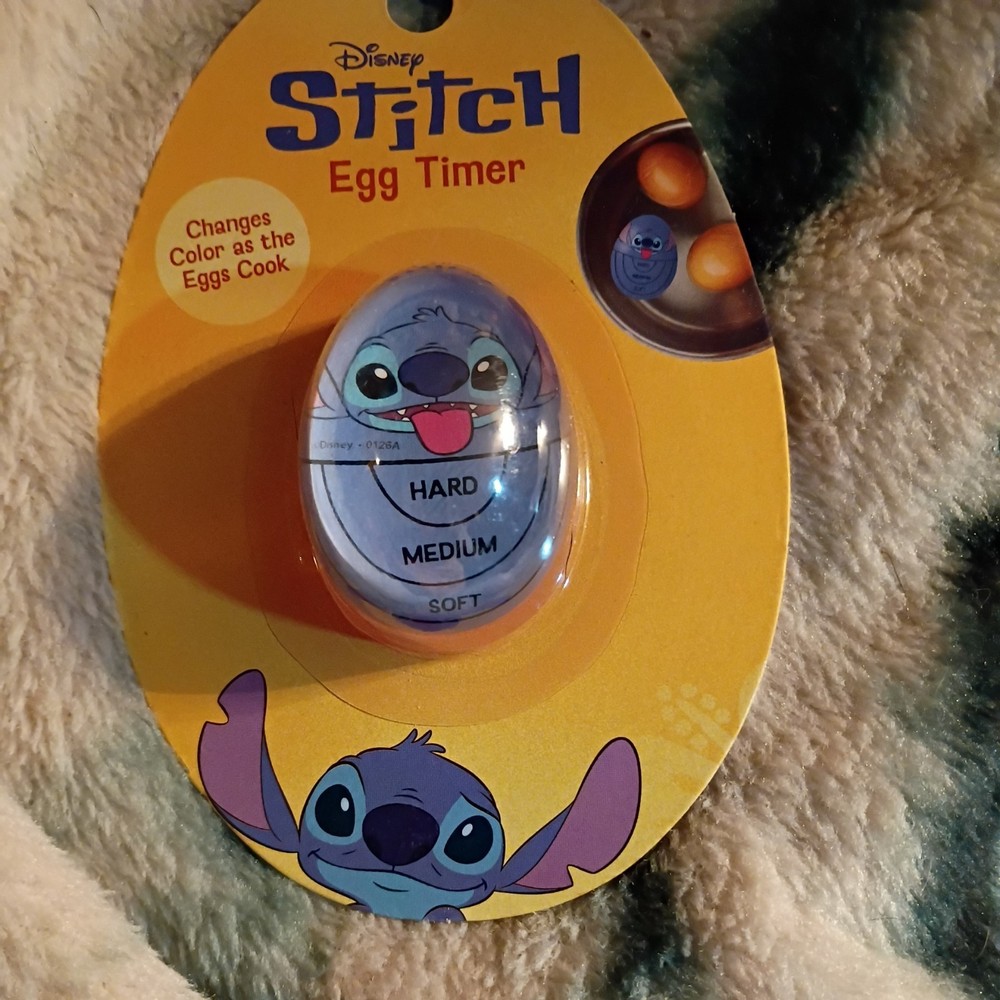 Disney
Stitch
Egg Timer
Changes
Color as the
Eggs Cook
Disney • 0126A
HARD
MEDIUM
SOFT